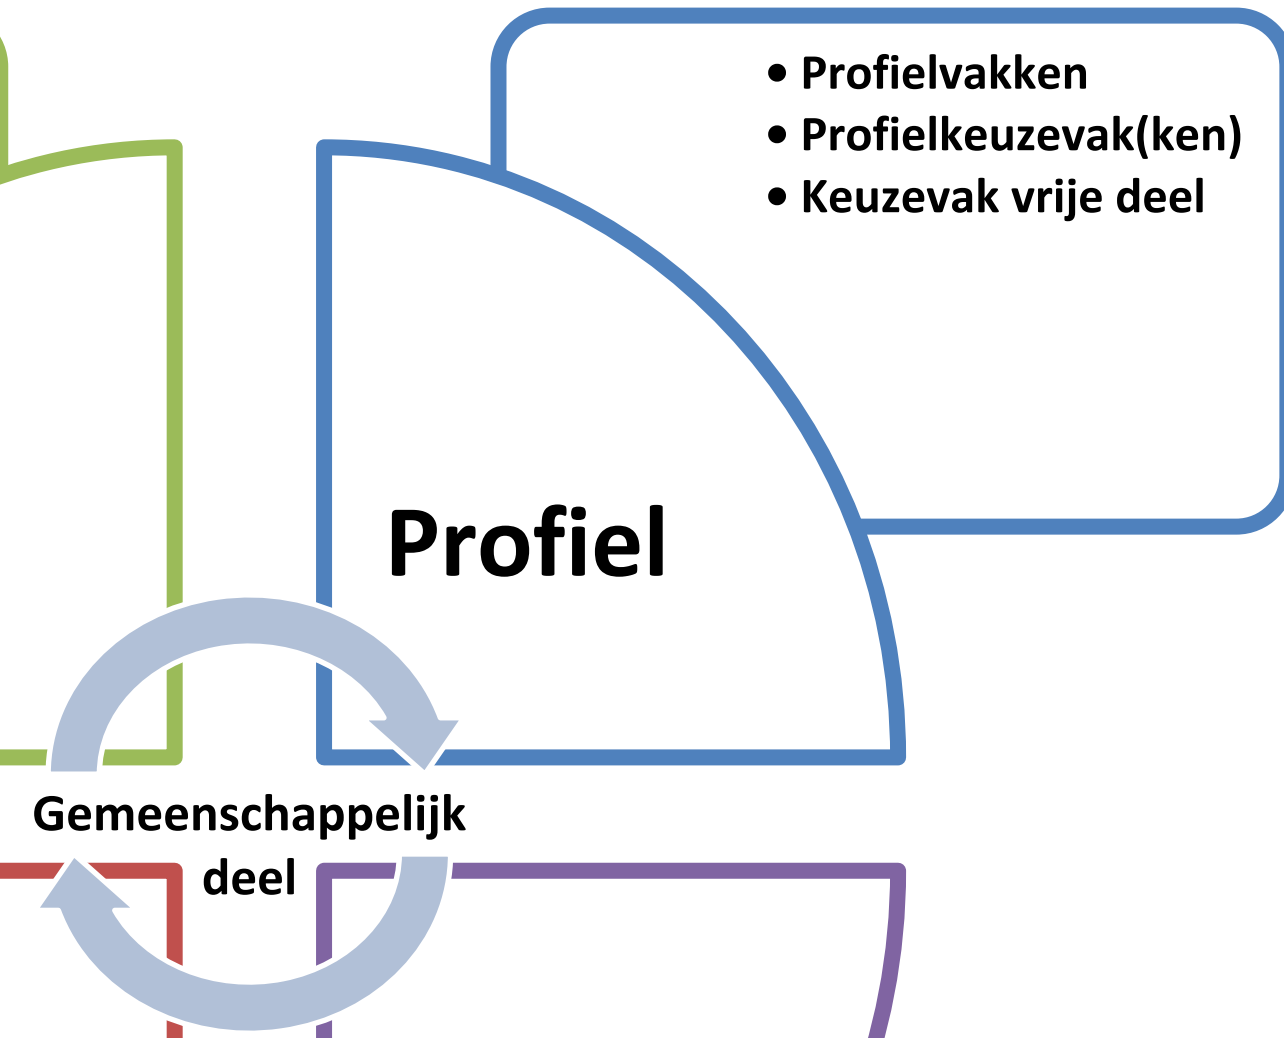 • Profielvakken
• Profielkeuzevak(ken)
• Keuzevak vrije deel
Profiel
Gemeenschappelijk
deel